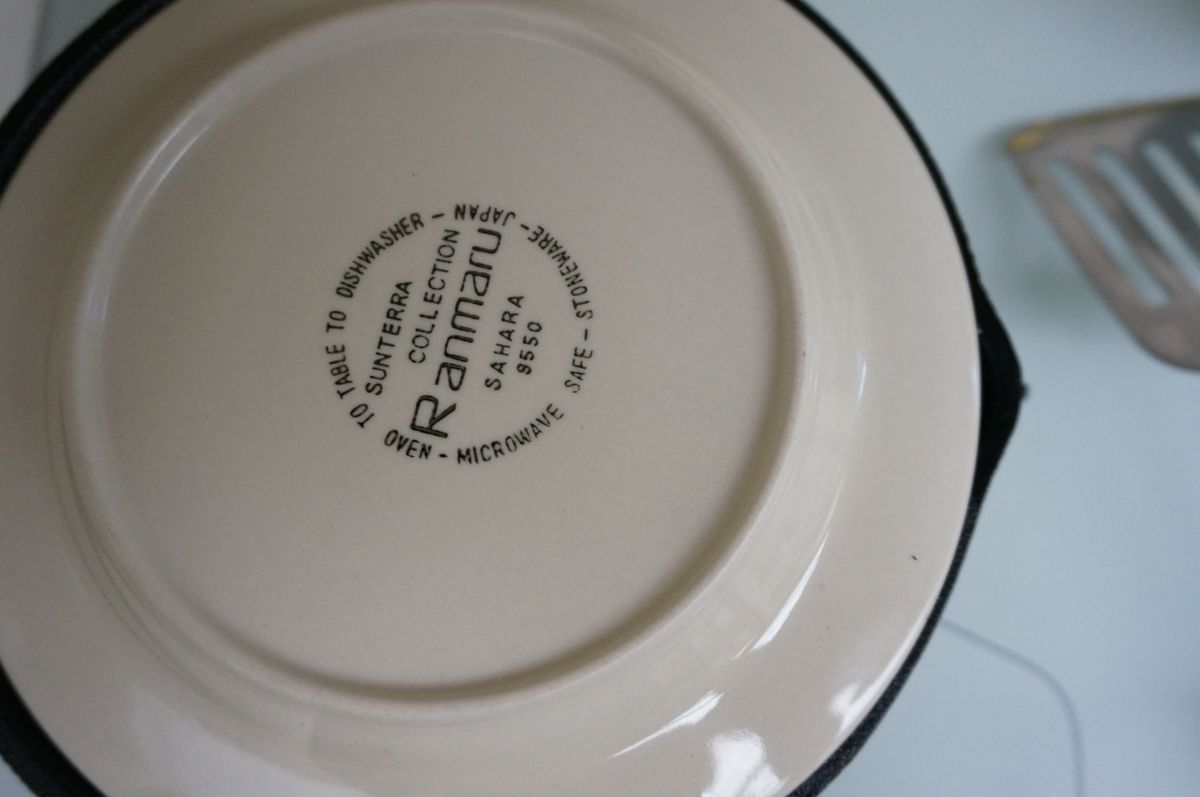 OVEN TO TABLE TO DISHWASHER - JAPAN - STONEWARE - MICROWAVE SAFE -
SUNTERRA
COLLECTION
Ranmaru
SAHARA
9550